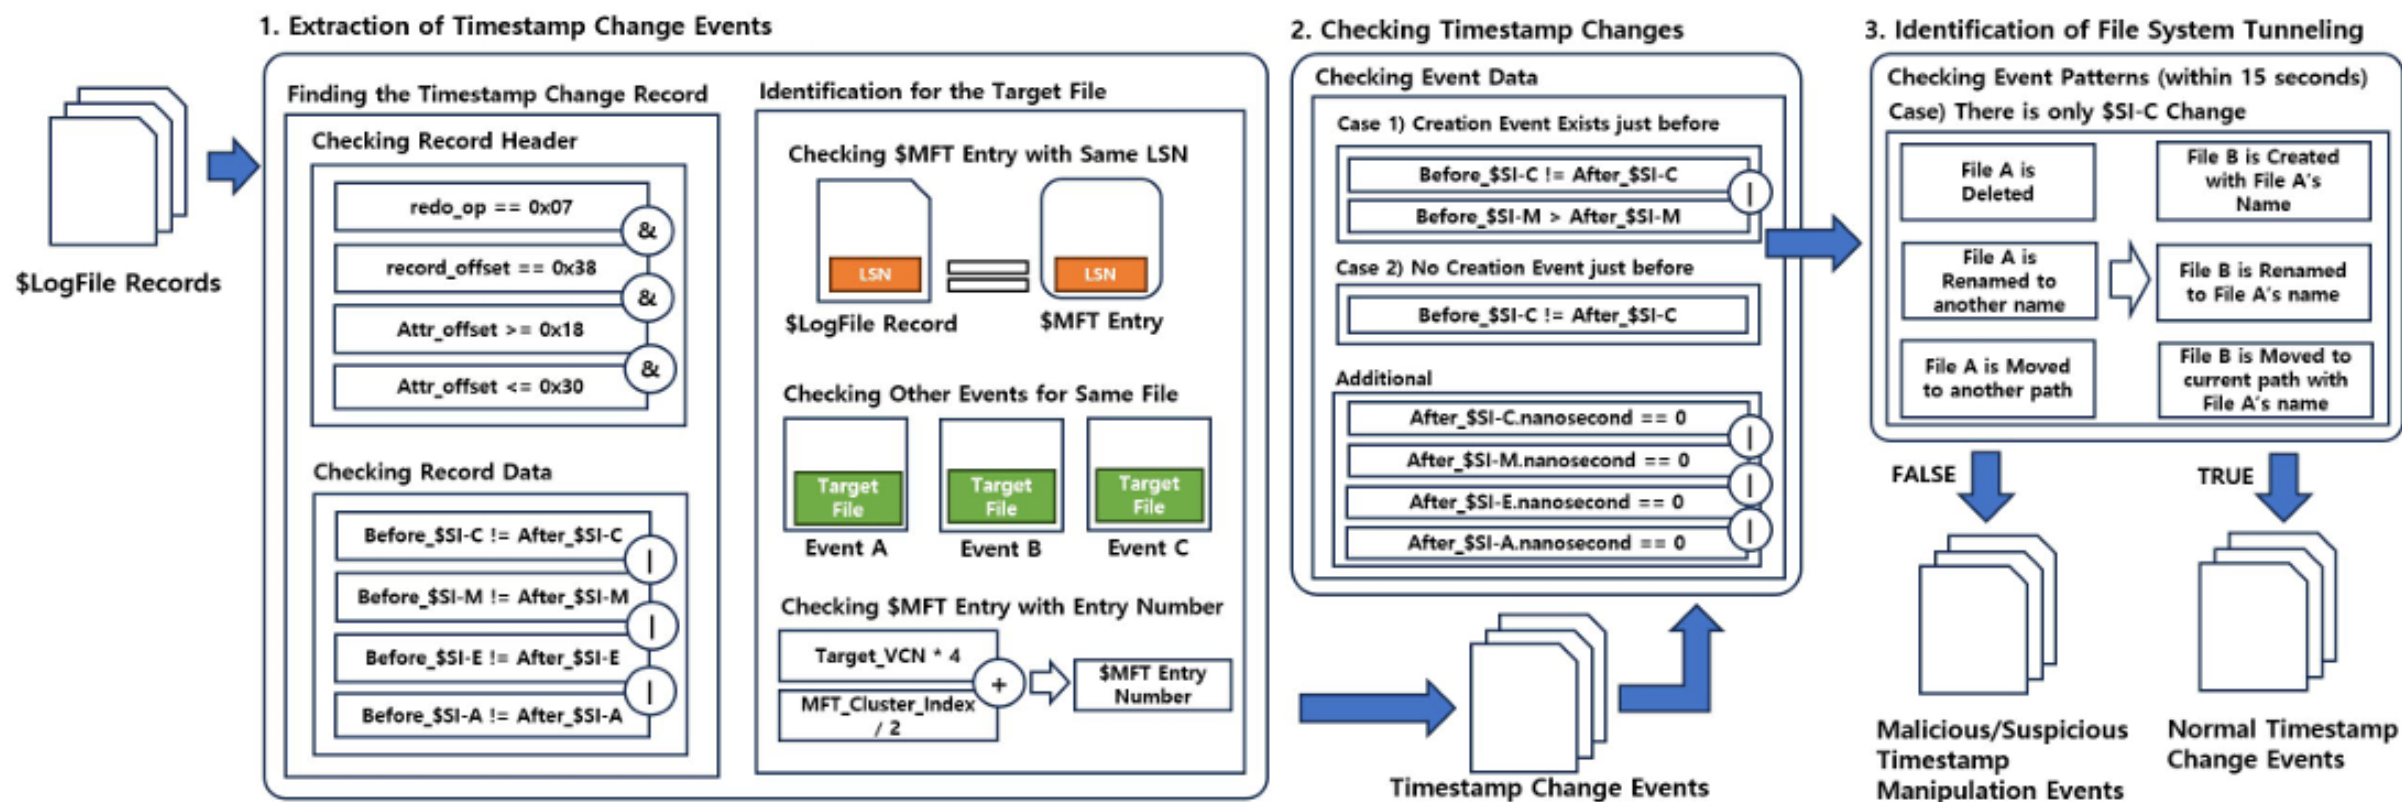 1. Extraction of Timestamp Change Events
$LogFile Records
Finding the Timestamp Change Record
Checking Record Header
redo_op == 0x07
&
record_offset == 0x38
&
Attr_offset >= 0x18
&
Attr_offset <= 0x30
Checking Record Data
Before_$SI-C != After_$SI-C
|
Before_$SI-M != After_$SI-M
|
Before_$SI-E != After_$SI-E
|
Before_$SI-A != After_$SI-A
Identification for the Target File
Checking $MFT Entry with Same LSN
LSN
LSN
$LogFile Record
$MFT Entry
Checking Other Events for Same File
Target
File
Target
File
Target
File
Event A
Event B
Event C
Checking $MFT Entry with Entry Number
Target_VCN * 4
+
MFT_Cluster_Index
/ 2
$MFT Entry
Number
Timestamp Change Events
2. Checking Timestamp Changes
Checking Event Data
Case 1) Creation Event Exists just before
Before_$SI-C != After_$SI-C
|
Before_$SI-M > After_$SI-M
Case 2) No Creation Event just before
Before_$SI-C != After_$SI-C
Additional
After_$SI-C.nanosecond == 0
|
After_$SI-M.nanosecond == 0
|
After_$SI-E.nanosecond == 0
|
After_$SI-A.nanosecond == 0
3. Identification of File System Tunneling
Checking Event Patterns (within 15 seconds)
Case) There is only $SI-C Change
File A is
Deleted
File A is
Renamed to
another name
File A is Moved
to another path
File B is Created
with File A's
Name
File B is Renamed
to File A's name
File B is Moved to
current path with
File A's name
FALSE
TRUE
Malicious/Suspicious
Timestamp
Manipulation Events
Normal Timestamp
Change Events